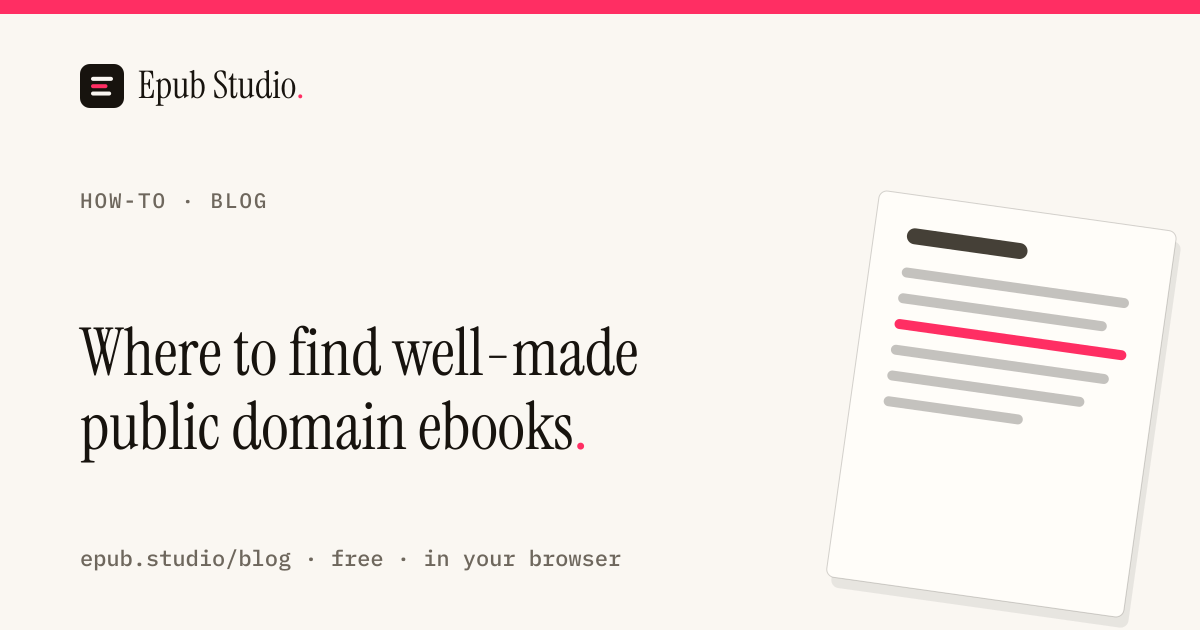 Epub Studio.
HOW-TO · BLOG
Where to find well-made
public domain ebooks.
epub.studio/blog · free · in your browser